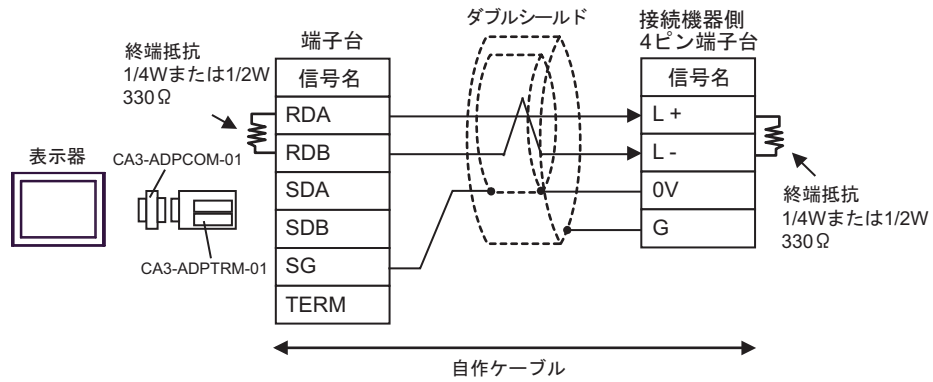 ダブルシールド
接続機器側
4ピン端子台
端子台
終端抵抗
1/4Wまたは1/2W
330Ω
信号名
信号名
RDA
L +
RDB
L -
表示器
CA3-ADPCOM-01
SDA
0V
終端抵抗
1/4Wまたは1/2W
330Ω
SDB
G
CA3-ADPTRM-01
SG
TERM
自作ケーブル